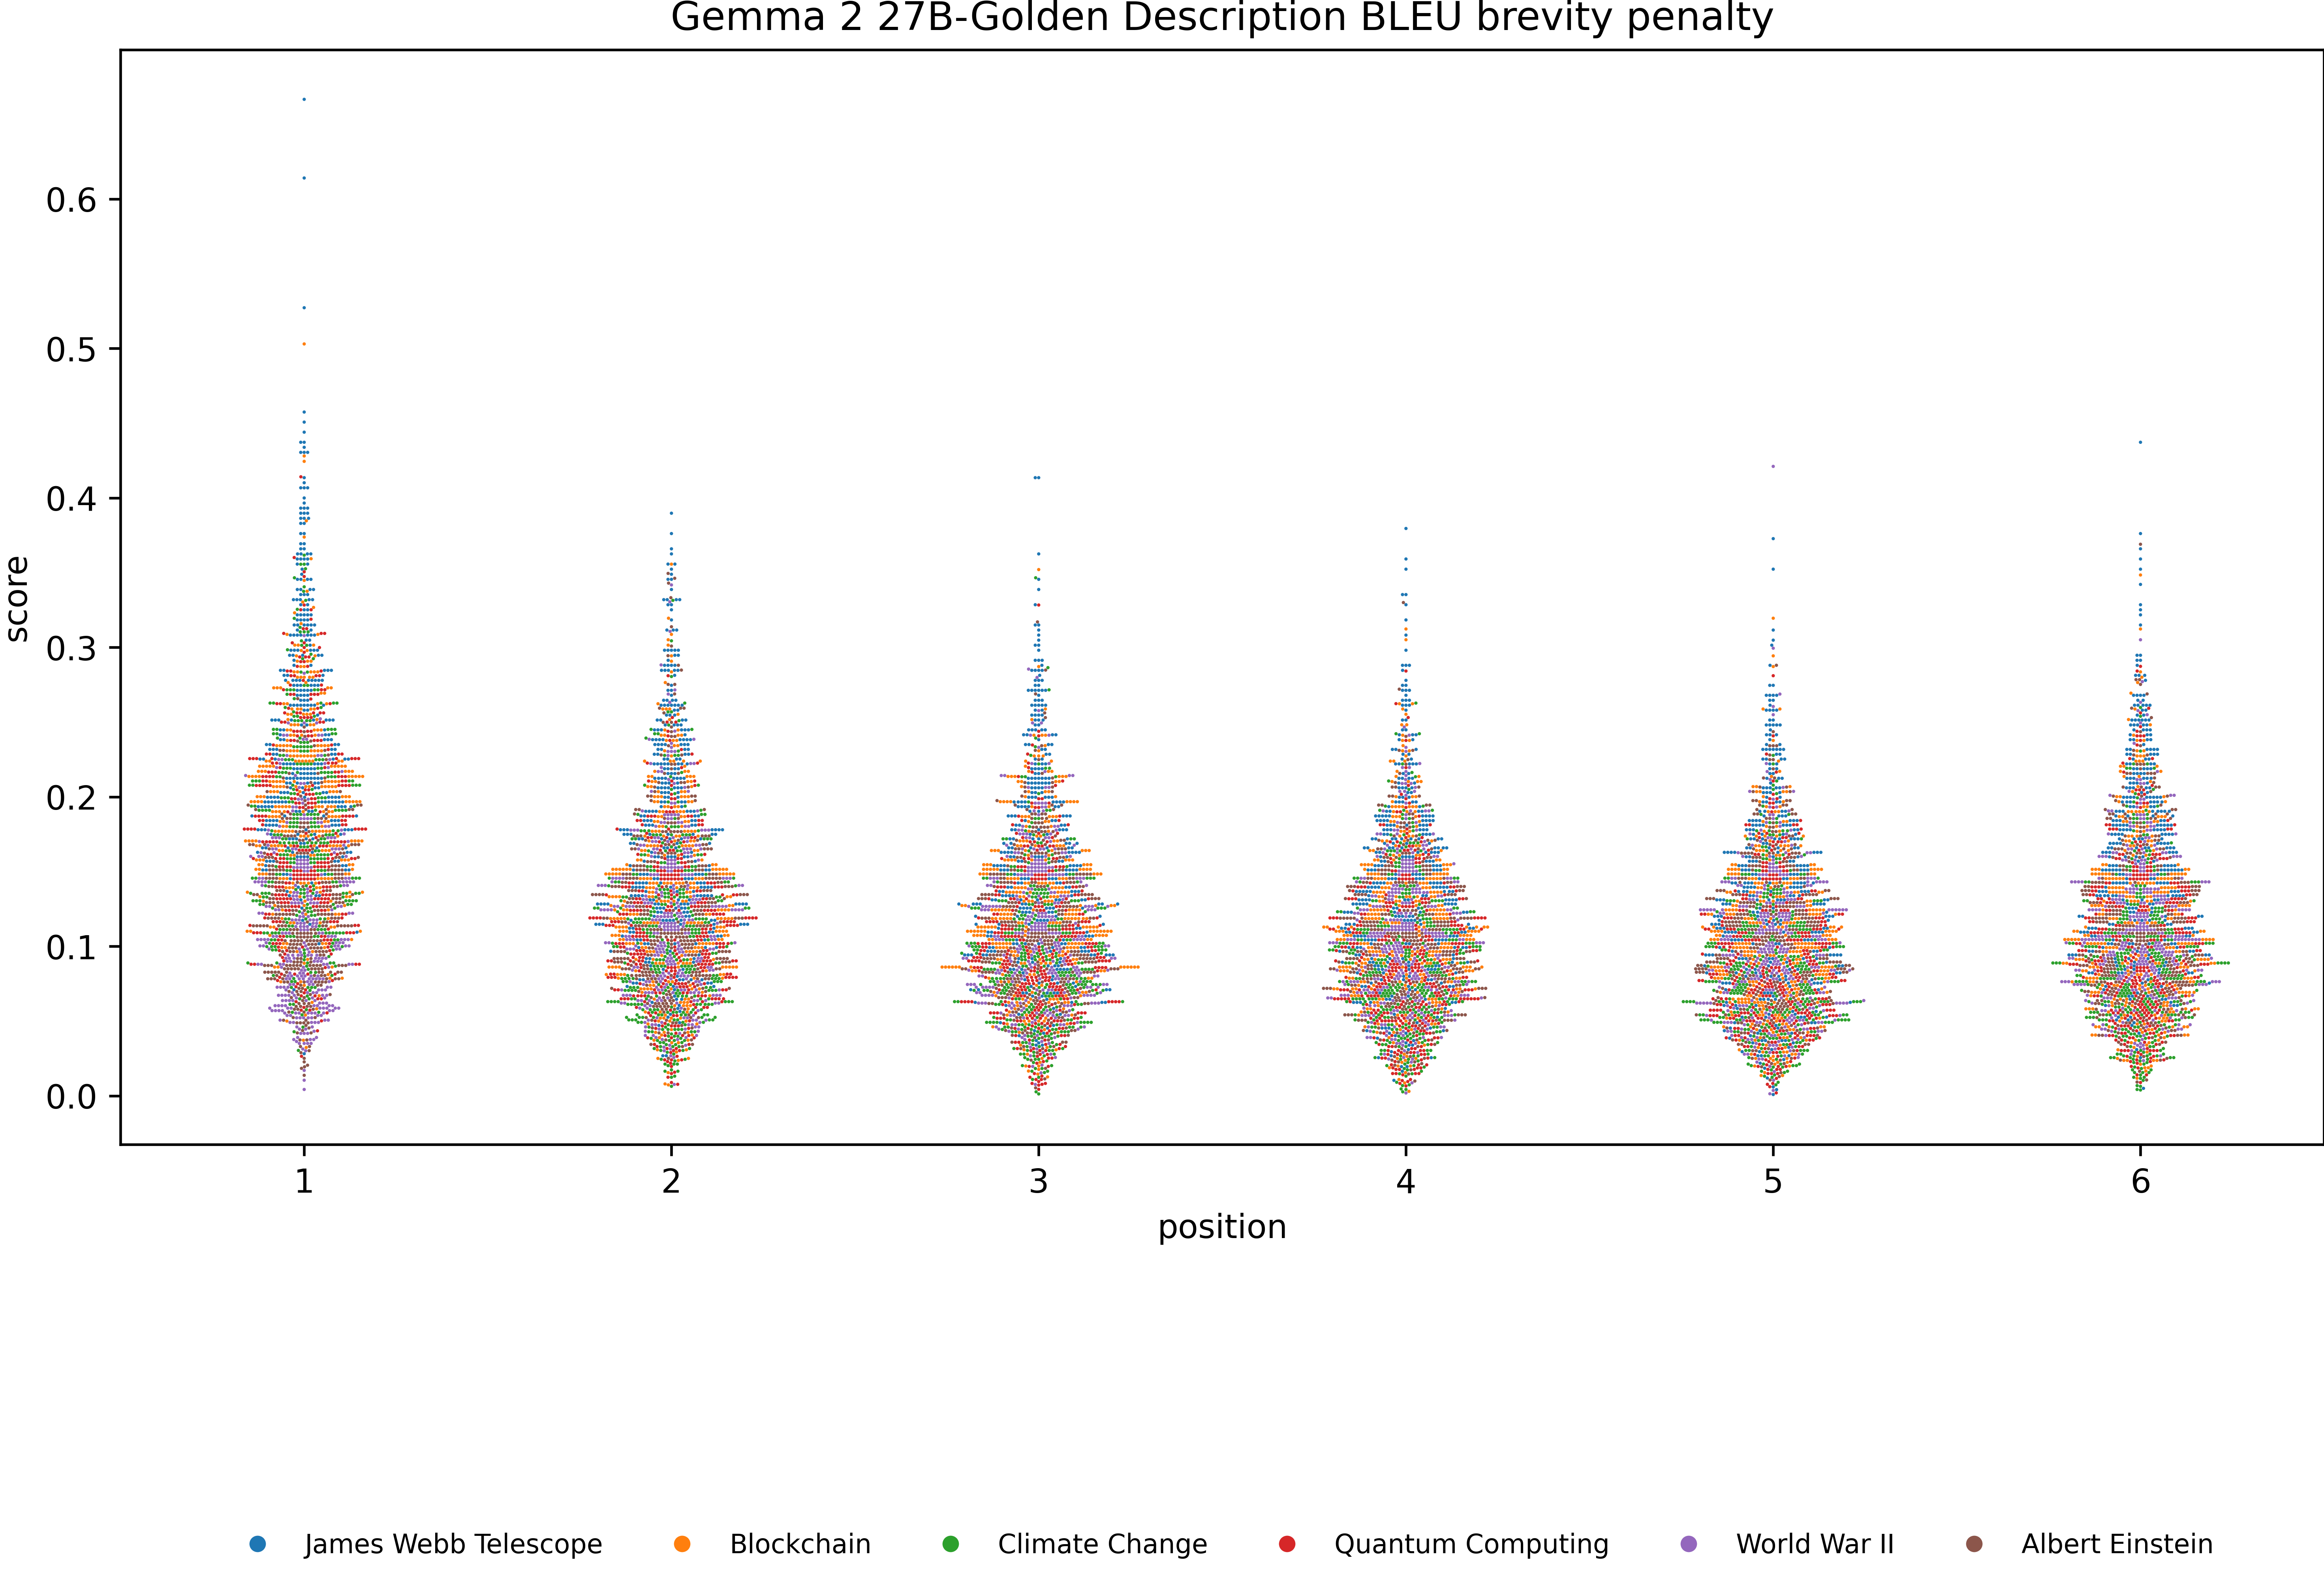 Gemma 2 27B-Golden Description BLEU brevity penalty
score
0.6
0.5
0.4
0.3
0.2
0.1
0.0
1 2 3 4 5 6
position
James Webb Telescope Blockchain Climate Change Quantum Computing World War II Albert Einstein